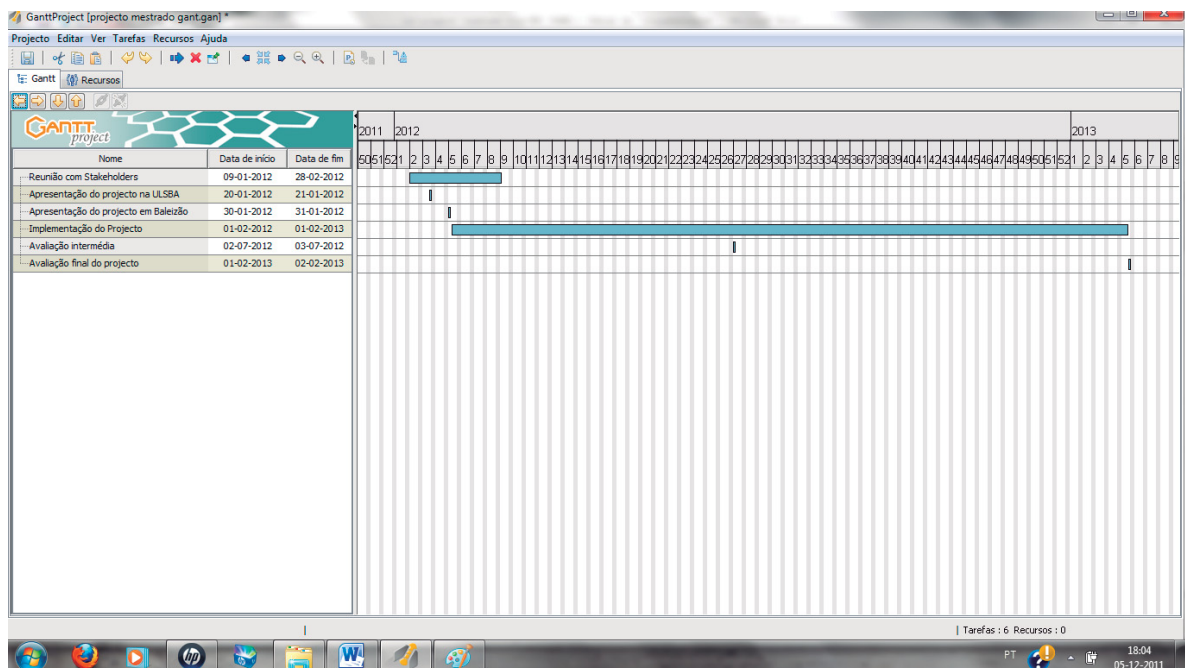 GanttProject [projecto mestrado gant.gan] *
Projecto Editar Ver Tarefas Recursos Ajuda
Gantt Recursos
GANTT project
2011 2012 2013
Nome Data de início Data de fim 50 51 52 1 2 3 4 5 6 7 8 9 10 11 12 13 14 15 16 17 18 19 20 21 22 23 24 25 26 27 28 29 30 31 32 33 34 35 36 37 38 39 40 41 42 43 44 45 46 47 48 49 50 51 52 1 2 3 4 5 6 7 8 9
Reunião com Stakeholders 09-01-2012 28-02-2012
Apresentação do projecto na ULSBA 20-01-2012 21-01-2012
Apresentação do projecto em Baleizão 30-01-2012 31-01-2012
Implementação do Projecto 01-02-2012 01-02-2013
Avaliação intermédia 02-07-2012 03-07-2012
Avaliação final do projecto 01-02-2013 02-02-2013
Tarefas : 6 Recursos : 0
PT 18:04
05-12-2011